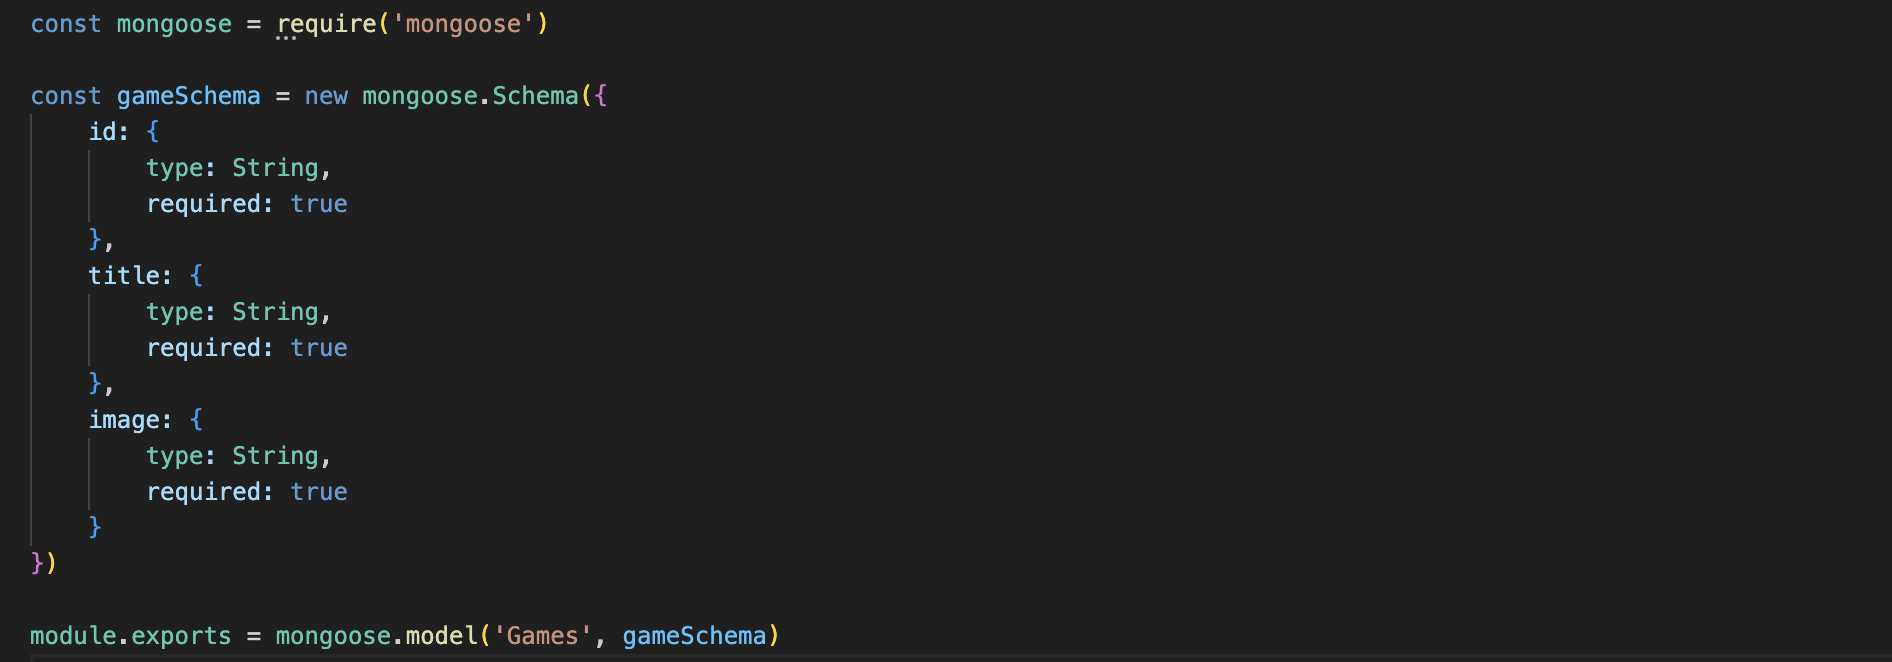 const mongoose = require('mongoose')
const gameSchema = new mongoose.Schema({
    id: {
        type: String,
        required: true
    },
    title: {
        type: String,
        required: true
    },
    image: {
        type: String,
        required: true
    }
})
module.exports = mongoose.model('Games', gameSchema)